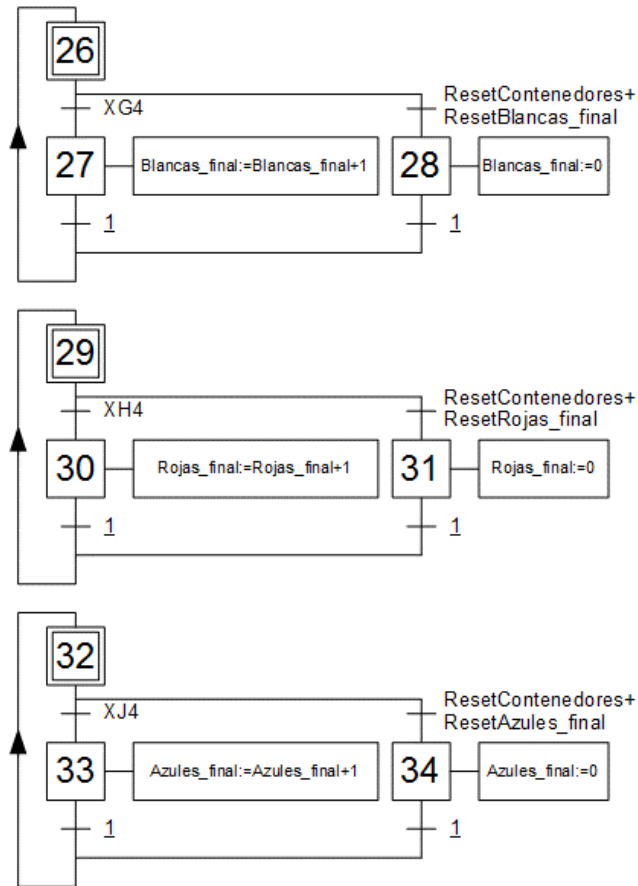 26
XG4
ResetContenedores+
ResetBlancas_final
27
Blancas_final:=Blancas_final+1
28
Blancas_final:=0
1
1
29
XH4
ResetContenedores+
ResetRojas_final
30
Rojas_final:=Rojas_final+1
31
Rojas_final:=0
1
1
32
XJ4
ResetContenedores+
ResetAzules_final
33
Azules_final:=Azules_final+1
34
Azules_final:=0
1
1